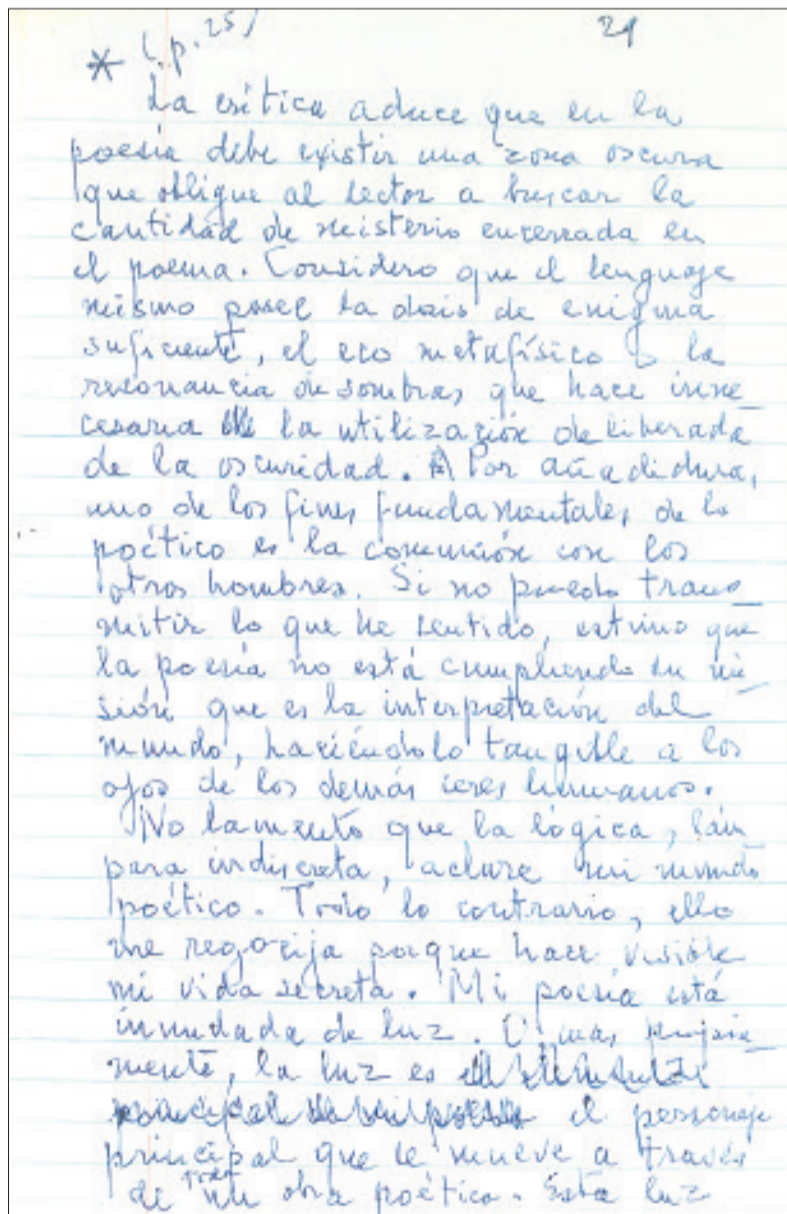 * (p. 25) 21
La crítica aduce que en la
poesía debe existir una zona oscura
que obligue al lector a buscar la
cantidad de misterio encerrada en
el poema. Considero que el lenguaje
mismo posee la dosis de enigma
suficiente, el eco metafísico o la
resonancia de sombras que hace inne_
cesaria la utilización deliberada
de la oscuridad. Por añadidura,
uno de los fines fundamentales de lo
poético es la comunión con los
otros hombres. Si no puedo trans_
mitir lo que he sentido, estimo que
la poesía no está cumpliendo su mi_
sión que es la interpretación del
mundo, haciéndolo tangible a los
ojos de los demás seres humanos.
No lamento que la lógica, lám_
para indiscreta, aclare mi mundo
poético. Todo lo contrario, ello
me regocija porque hace visible
mi vida secreta. Mi poesía está
inundada de luz. O mas propia_
mente, la luz es
el personaje
principal que se mueve a través
de mi obra poética. Esta luz